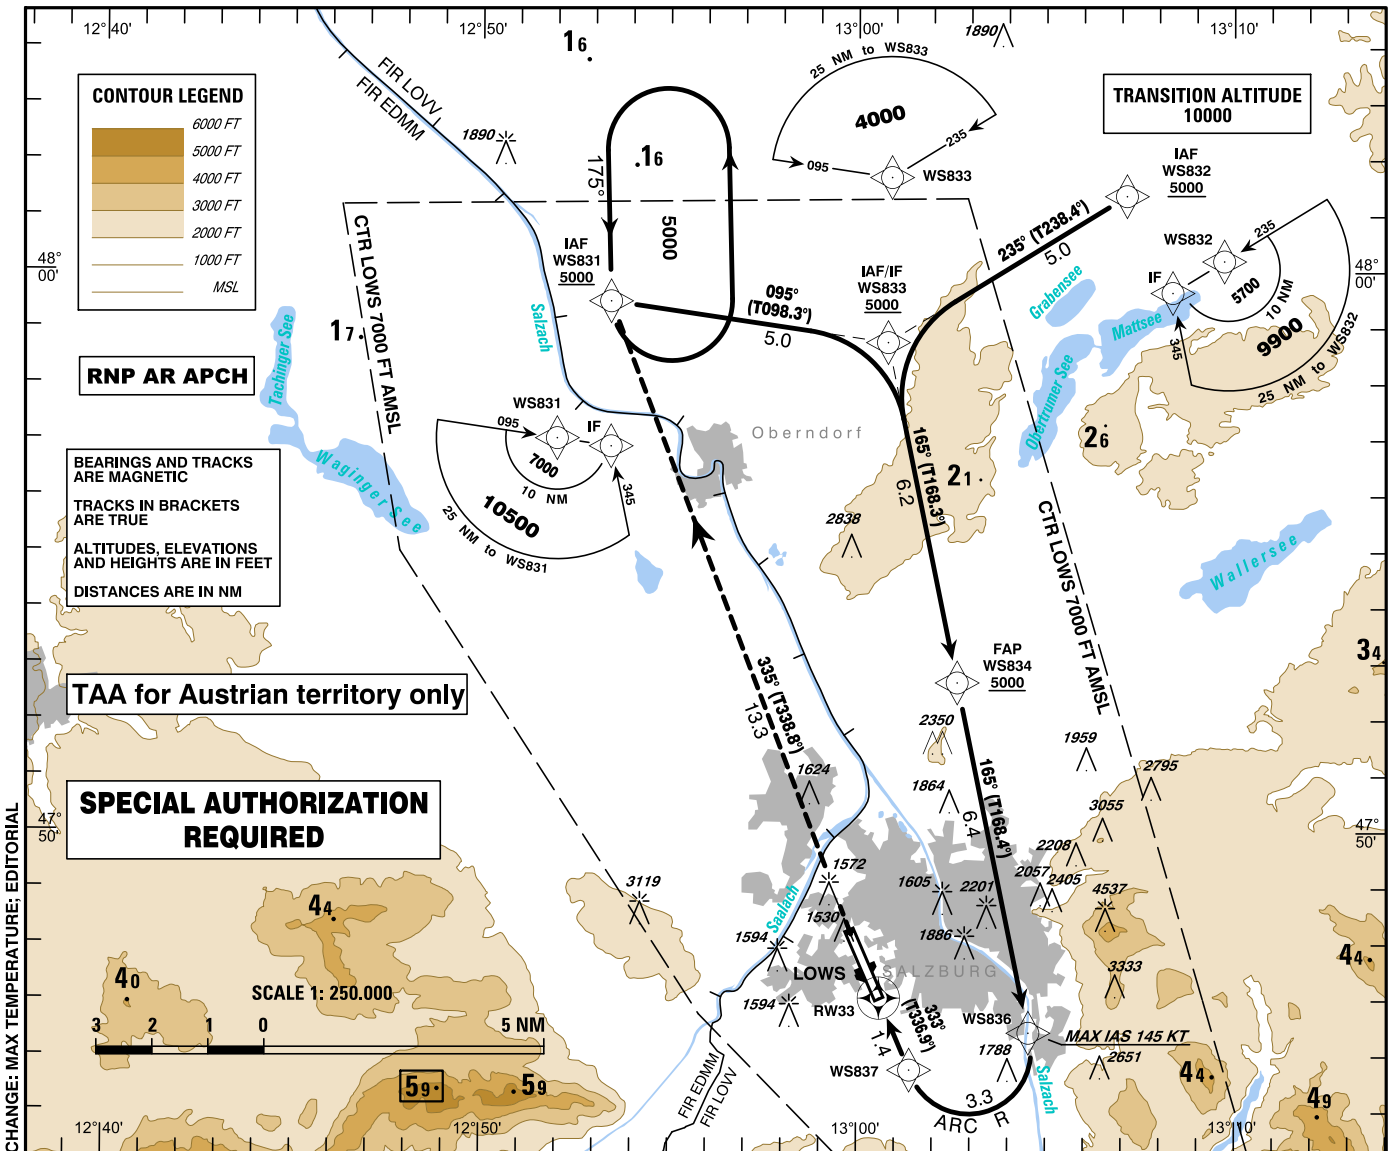 12°40'
12°50'
13°00'
13°10'
1890
16
25 NM to WS833
4000
095
235
WS833
TRANSITION ALTITUDE
10000
CONTOUR LEGEND
6000 FT
5000 FT
4000 FT
3000 FT
2000 FT
1000 FT
MSL
FIR LOVV
FIR EDMM
1890
.16
175°
5000
IAF
WS832
5000
235° (T238.4°)
5.0
WS832
235
IF
5700
10 NM
9900
25 NM to WS832
345
48°
00'
48°
00'
IAF
WS831
5000
095°
(T098.3°)
5.0
IAF/IF
WS833
5000
Grabensee
Mattsee
Obertrumer See
Salzach
Tachinger See
17.
CTR LOWS 7000 FT AMSL
RNP AR APCH
WS831
095
IF
7000
10 NM
345
10500
25 NM to WS831
Oberndorf
26
21.
165° (T168.3°)
6.2
2838
BEARINGS AND TRACKS
ARE MAGNETIC
TRACKS IN BRACKETS
ARE TRUE
ALTITUDES, ELEVATIONS
AND HEIGHTS ARE IN FEET
DISTANCES ARE IN NM
Waginger See
CTR LOWS 7000 FT AMSL
Wallersee
34
TAA for Austrian territory only
335° (T338.8°)
13.3
FAP
WS834
5000
2350
1959
2795
1624
1864
165° (T168.4°)
6.4
3055
SPECIAL AUTHORIZATION
REQUIRED
47°
50'
47°
50'
2208
1572
1605
2201
2057
2405
4537
3119
1530
Saalach
1594
1886
44
44
40
SCALE 1: 250.000
LOWS
SALZBURG
3333
1594
RW33
333°
(T336.9°)
1.4
WS836
MAX IAS 145 KT
3
2
1
0
5 NM
1788
2651
WS837
44
59
59
3.3
ARC R
Salzach
49
FIR EDMM
FIR LOVV
12°40'
12°50'
13°00'
13°10'
CHANGE: MAX TEMPERATURE; EDITORIAL